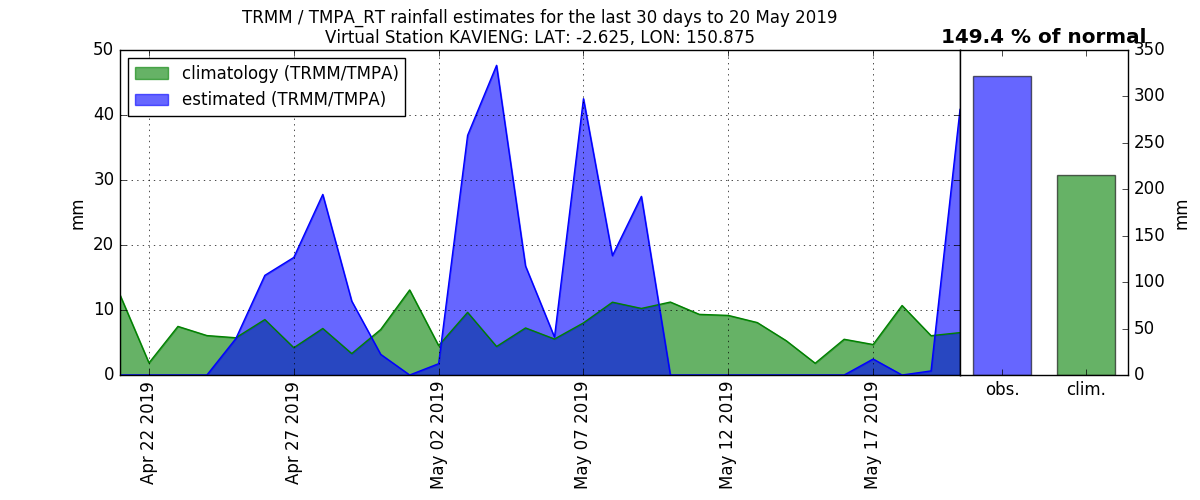 TRMM / TMPA_RT rainfall estimates for the last 30 days to 20 May 2019
Virtual Station KAVIENG: LAT: -2.625, LON: 150.875
149.4 % of normal
climatology (TRMM/TMPA)
estimated (TRMM/TMPA)
mm
50
40
30
20
10
0
Apr 22 2019
Apr 27 2019
May 02 2019
May 07 2019
May 12 2019
May 17 2019
obs.
clim.
350
300
250
200
150
100
50
0
mm